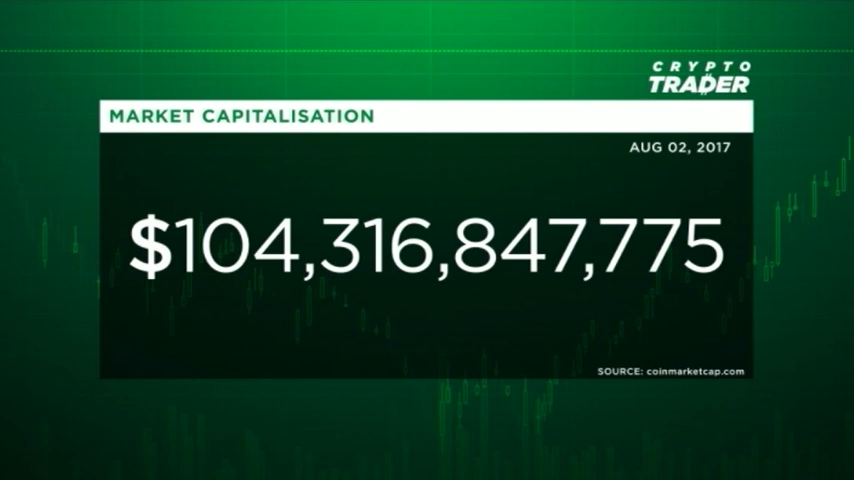 CRYPTO
TRADER
MARKET CAPITALISATION
AUG 02, 2017
$104,316,847,775
SOURCE: coinmarketcap.com